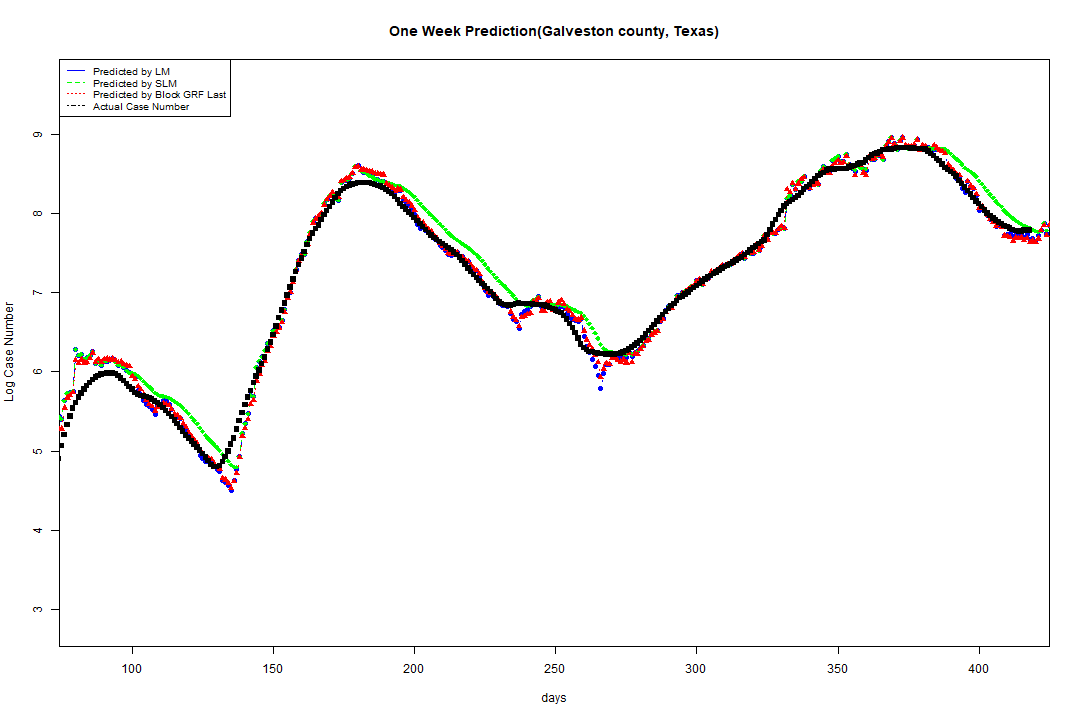 One Week Prediction(Galveston county, Texas)
Predicted by LM
Predicted by SLM
Predicted by Block GRF Last
Actual Case Number
9
8
7
6
5
4
3
Log Case Number
100 150 200 250 300 350 400
days